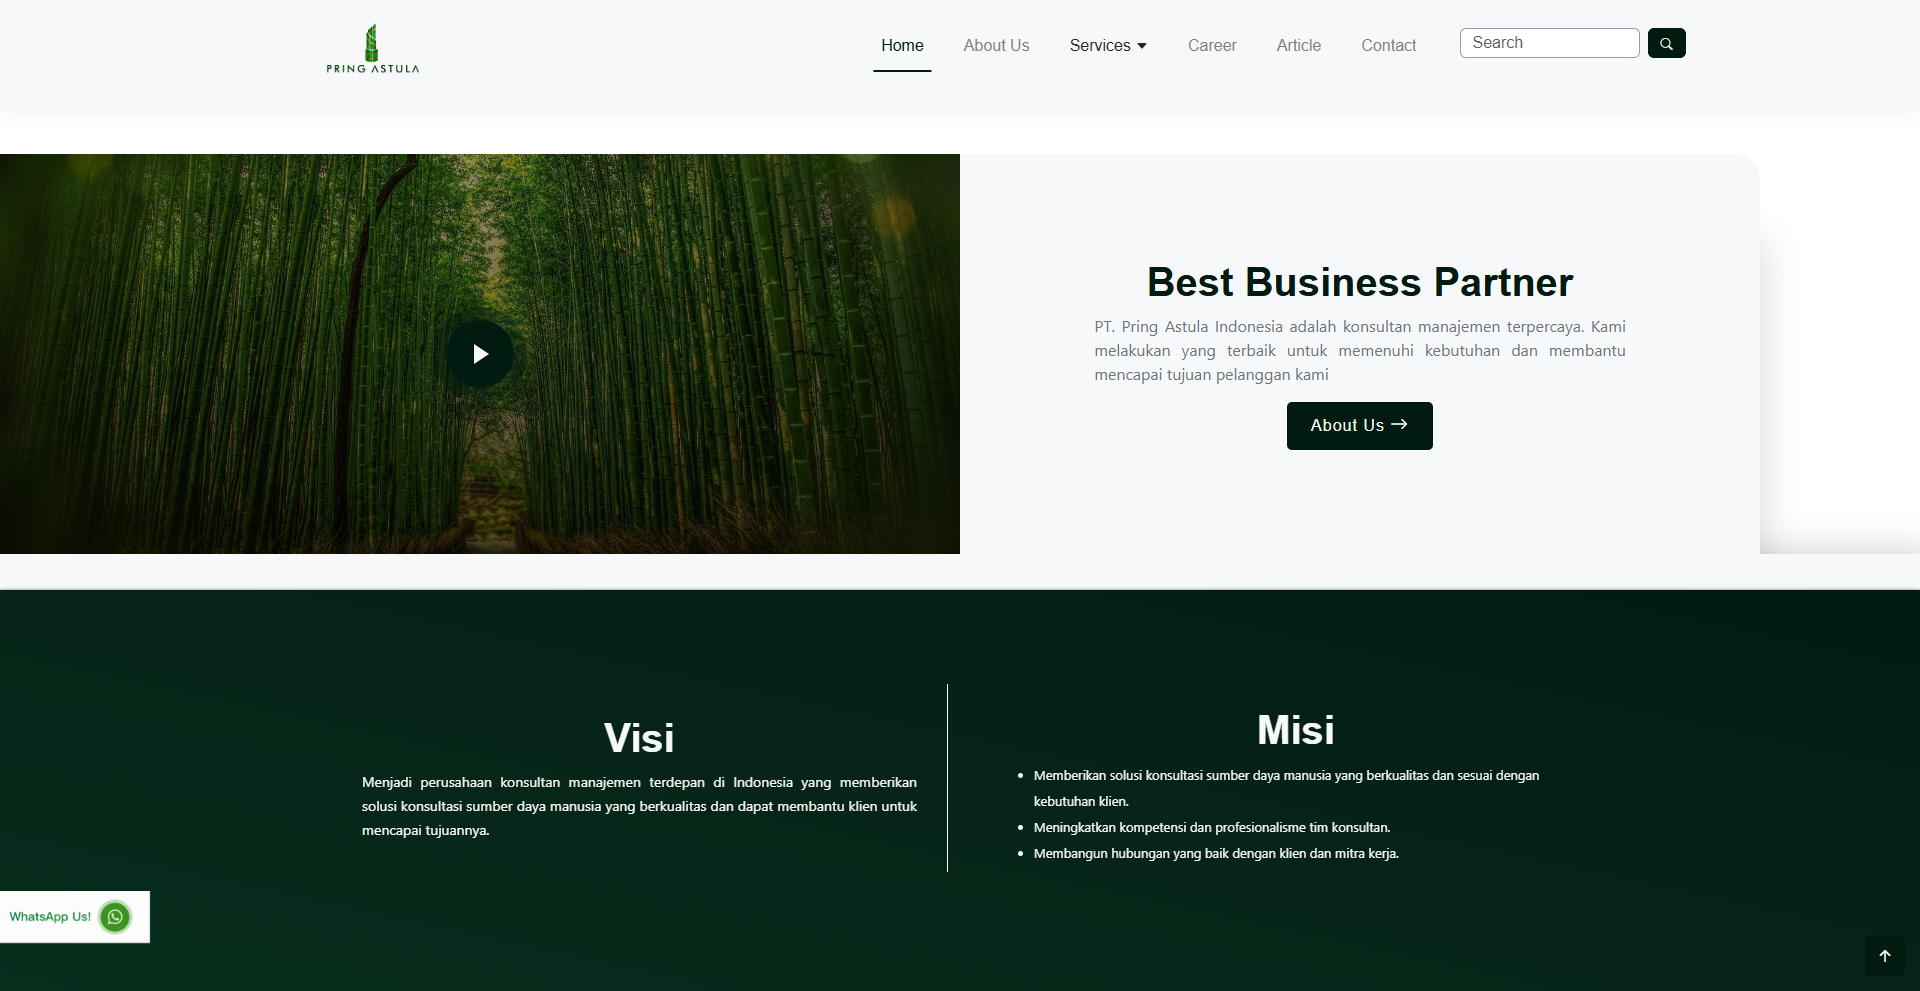 PRING ASTULA
Home
About Us
Services
Career
Article
Contact
Search
Best Business Partner
PT. Pring Astula Indonesia adalah konsultan manajemen terpercaya. Kami
melakukan yang terbaik untuk memenuhi kebutuhan dan membantu
mencapai tujuan pelanggan kami
About Us →
Visi
Menjadi perusahaan konsultan manajemen terdepan di Indonesia yang memberikan
solusi konsultasi sumber daya manusia yang berkualitas dan dapat membantu klien untuk
mencapai tujuannya.
Misi
• Memberikan solusi konsultasi sumber daya manusia yang berkualitas dan sesuai dengan
kebutuhan klien.
• Meningkatkan kompetensi dan profesionalisme tim konsultan.
• Membangun hubungan yang baik dengan klien dan mitra kerja.
WhatsApp Us!